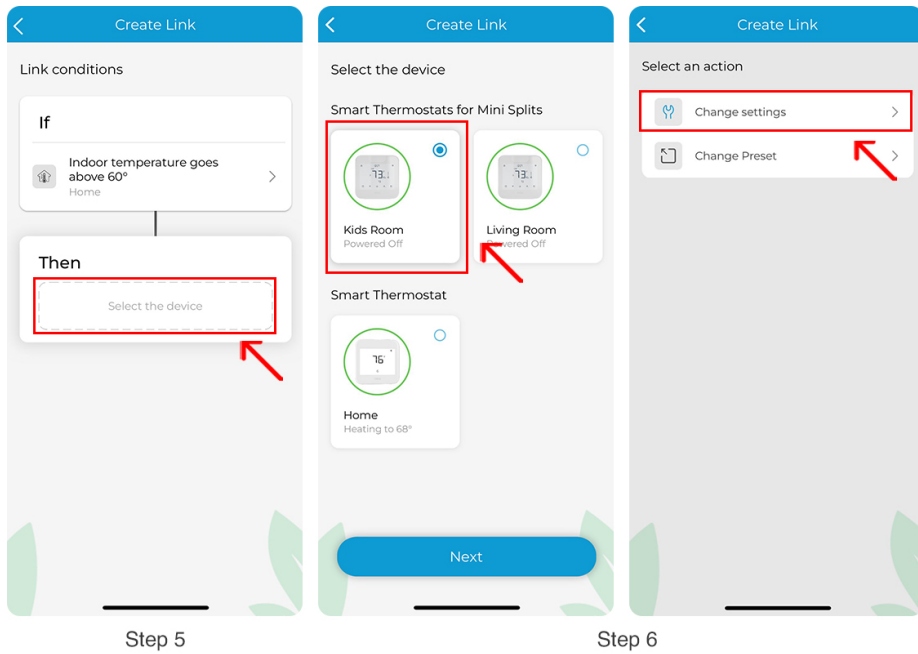 Create Link
Link conditions
If
Indoor temperature goes
above 60°
Home
Then
Select the device
Step 5
Create Link
Select the device
Smart Thermostats for Mini Splits
73
Kids Room
Powered Off
73
Living Room
Powered Off
Smart Thermostat
76°
Home
Heating to 68°
Next
Create Link
Select an action
Change settings
Change Preset
Step 6